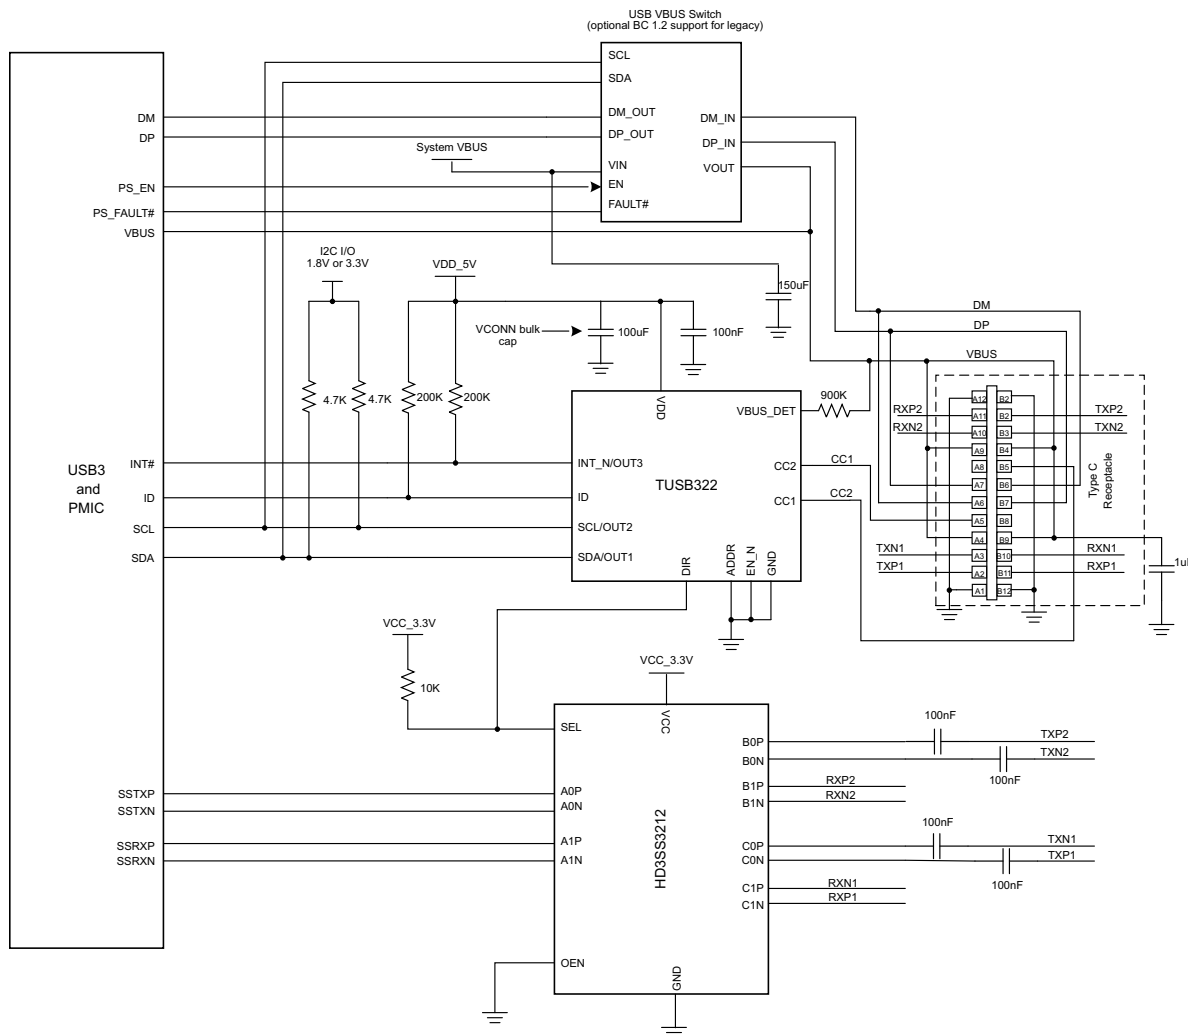 USB VBUS Switch
(optional BC 1.2 support for legacy)
SCL
SDA
DM_OUT
DP_OUT
VIN
EN
FAULT#
DM_IN
DP_IN
VOUT
System VBUS
DM
DP
PS_EN
PS_FAULT#
VBUS
I2C I/O
1.8V or 3.3V
VDD_5V
150uF
VCONN bulk
cap
100uF
100nF
DM
DP
VBUS
4.7K
4.7K
200K
200K
VDD
VBUS_DET
900K
USB3
and
PMIC
INT#
ID
SCL
SDA
INT_N/OUT3
ID
SCL/OUT2
SDA/OUT1
TUSB322
CC2
CC1
CC1
CC2
DIR
ADDR
EN_N
GND
RXP2
RXN2
TXN1
TXP1
A12
A11
A10
A9
A8
A7
A6
A5
A4
A3
A2
A1
B2
B2
B3
B4
B5
B6
B7
B8
B9
B10
B11
B12
TXP2
TXN2
RXN1
RXP1
Type C
Receptacle
VCC_3.3V
10K
VCC_3.3V
VCC
SEL
A0P
A0N
A1P
A1N
OEN
HD3SS3212
GND
B0P
B0N
B1P
B1N
C0P
C0N
C1P
C1N
SSTXP
SSTXN
SSRXP
SSRXN
100nF
TXP2
TXN2
100nF
RXP2
RXN2
100nF
TXN1
TXP1
100nF
RXN1
RXP1